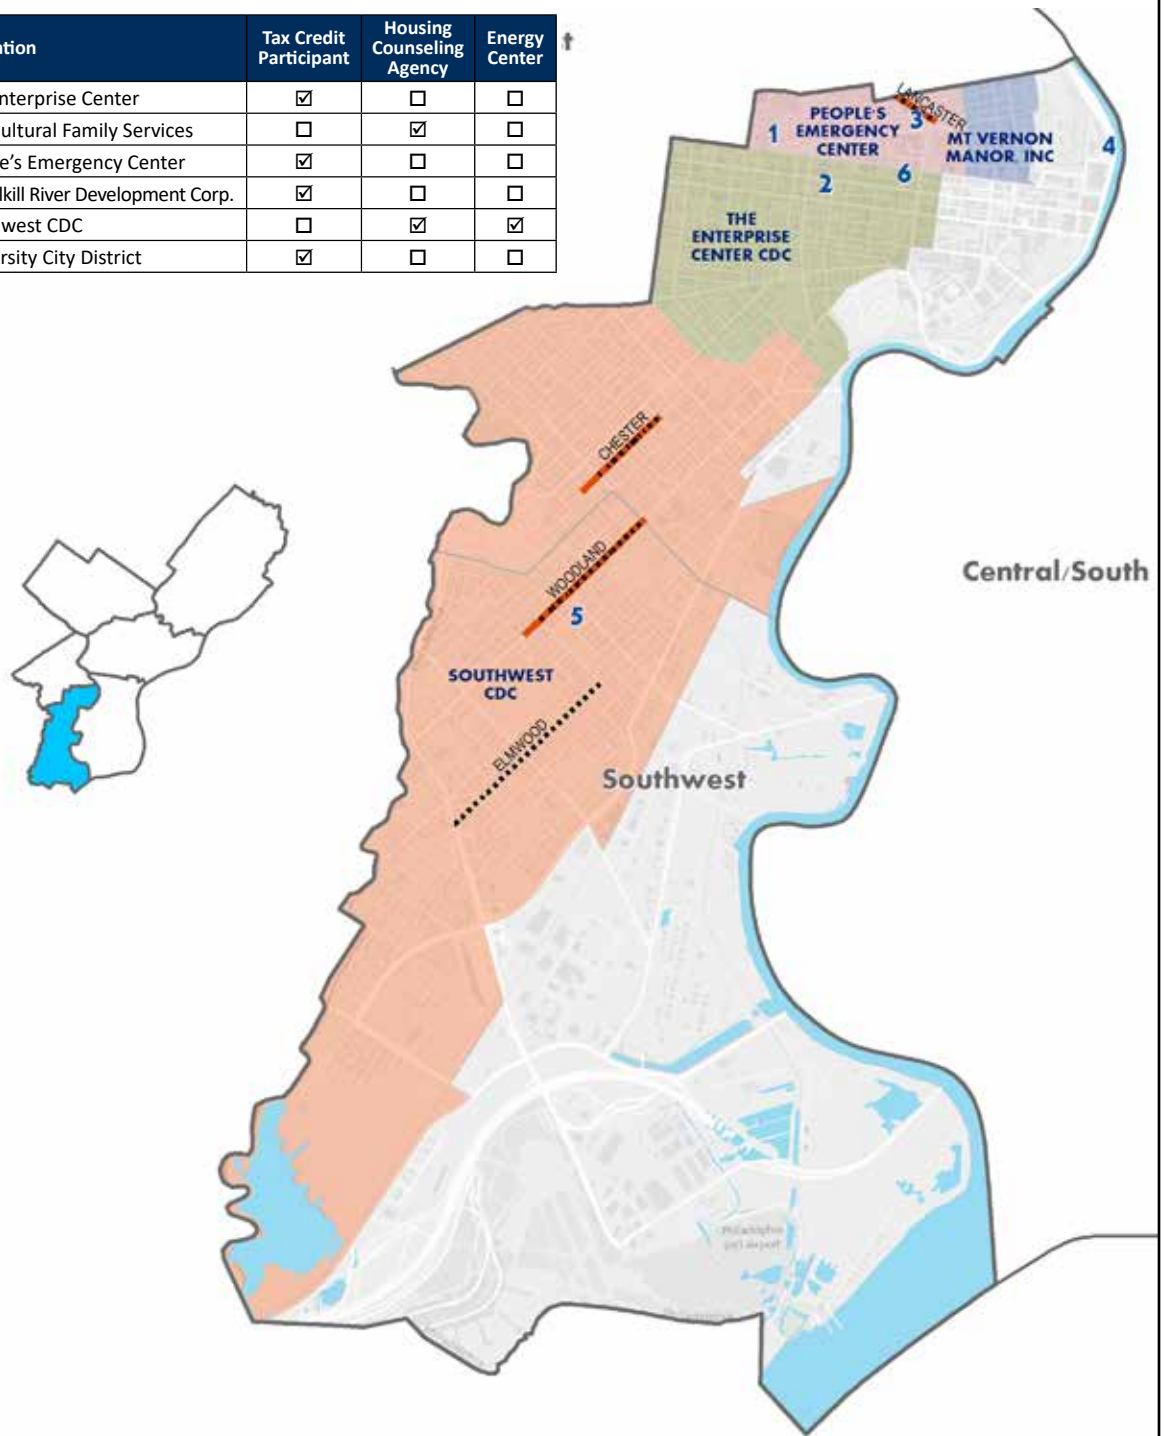 ation
Tax Credit
Participant
Housing
Counseling
Agency
Energy
Center
nterprise Center ☑ ☐ ☐
ultural Family Services ☐ ☑ ☐
e's Emergency Center ☑ ☐ ☐
lkill River Development Corp. ☑ ☐ ☐
west CDC ☐ ☑ ☑
rsity City District ☑ ☐ ☐
t
LANCASTER
1
PEOPLE'S
EMERGENCY
CENTER
3
MT VERNON
MANOR, INC
4
2
6
THE
ENTERPRISE
CENTER CDC
CHESTER
WOODLAND
5
Central/South
SOUTHWEST
CDC
ELMWOOD
Southwest
Philadelphia